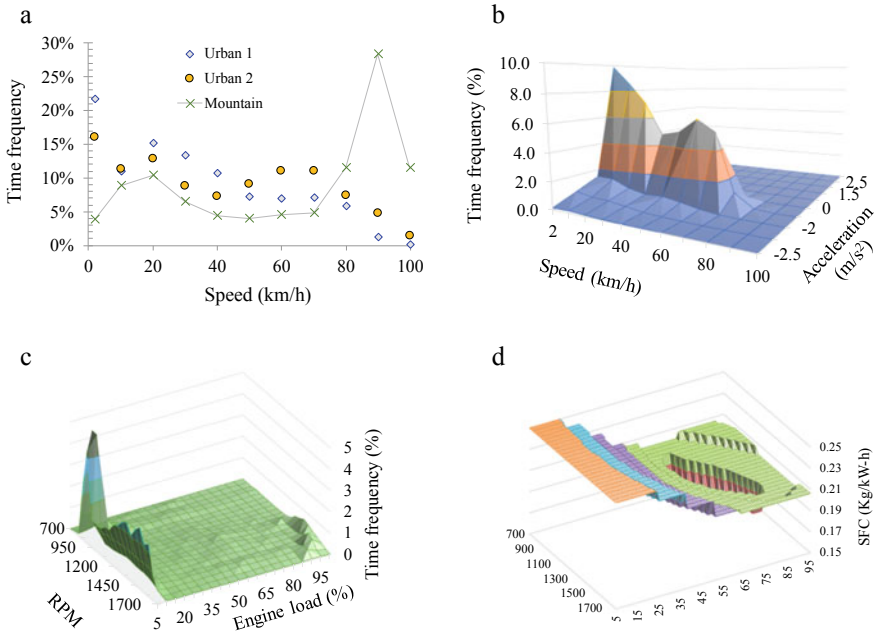 a
30%
25%
20%
15%
10%
5%
0%
Time frequency
Urban 1
Urban 2
Mountain
0 20 40 60 80 100
Speed (km/h)
b
10.0
8.0
6.0
4.0
2.0
0.0
Time frequency (%)
2 20 40 60 80 100
Speed (km/h)
2.5
1.5
0
-2
-2.5
Acceleration
(m/s²)
c
5
4
3
2
1
0
Time frequency (%)
700
950
1200
1450
1700
RPM
5 20 35 50 65 80 95
Engine load (%)
d
0.25
0.23
0.21
0.19
0.17
0.15
SFC (Kg/kW-h)
700
900
1100
1300
1500
1700
5 15 25 35 45 55 65 75 85 95